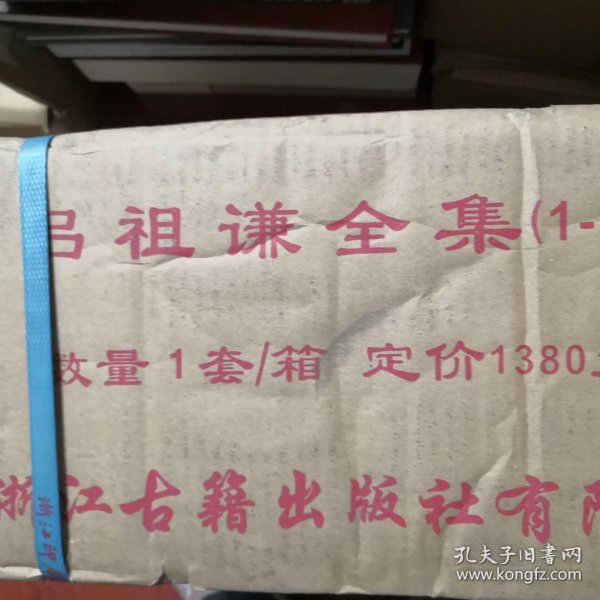 吕祖谦全集(1-
数量1套/箱 定价1380
浙江古籍出版社有限
孔夫子旧书网
www.kongfz.com